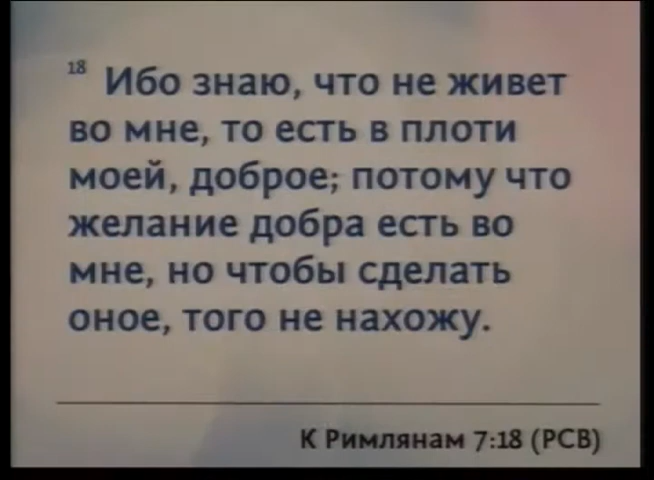 18 Ибо знаю, что не живет
во мне, то есть в плоти
моей, доброе; потому что
желание добра есть во
мне, но чтобы сделать
оное, того не нахожу.
К Римлянам 7:18 (РСВ)